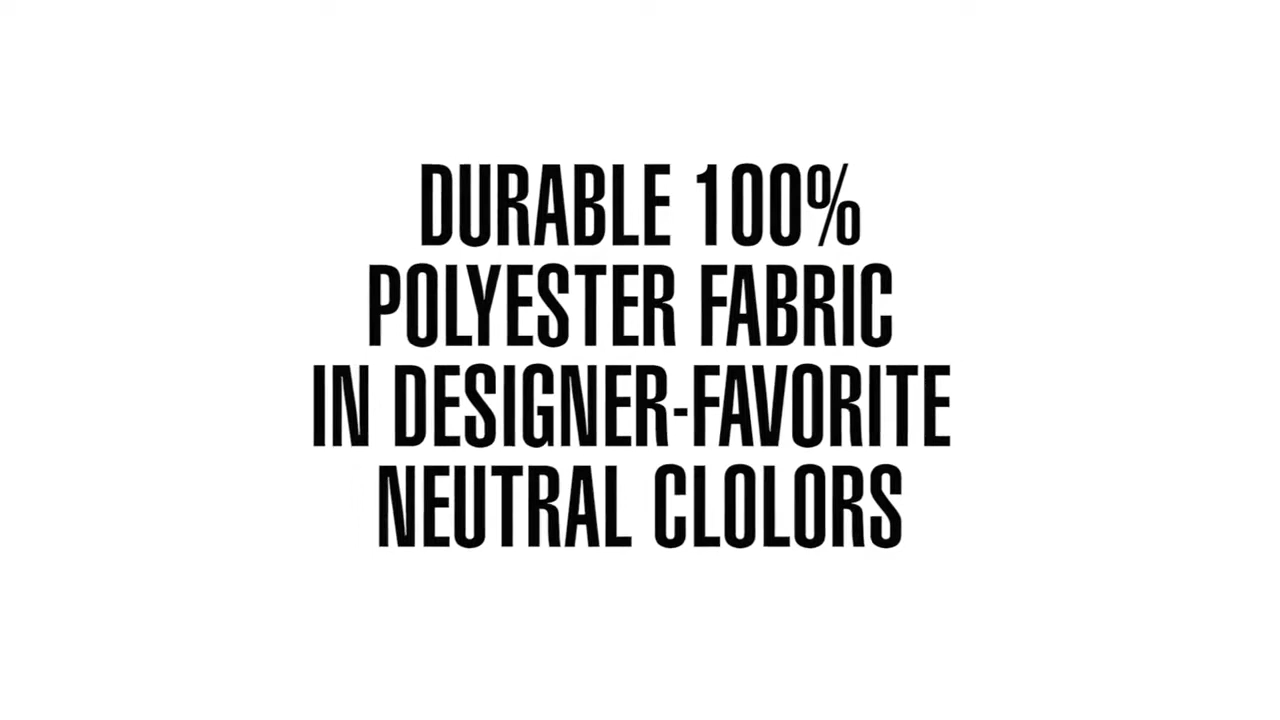 DURABLE 100%
POLYESTER FABRIC
IN DESIGNER-FAVORITE
NEUTRAL CLOLORS